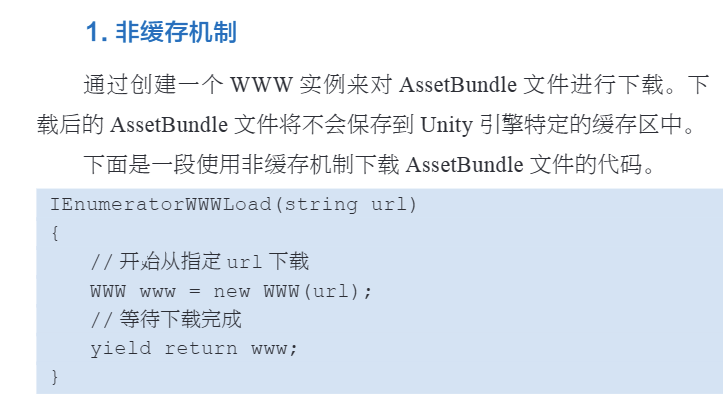 1. 非缓存机制
通过创建一个 WWW 实例来对 AssetBundle 文件进行下载。下
载后的 AssetBundle 文件将不会保存到 Unity 引擎特定的缓存区中。
下面是一段使用非缓存机制下载 AssetBundle 文件的代码。
IEnumeratorWWWLoad(string url)
{
// 开始从指定 url 下载
WWW www = new WWW(url);
// 等待下载完成
yield return www;
}